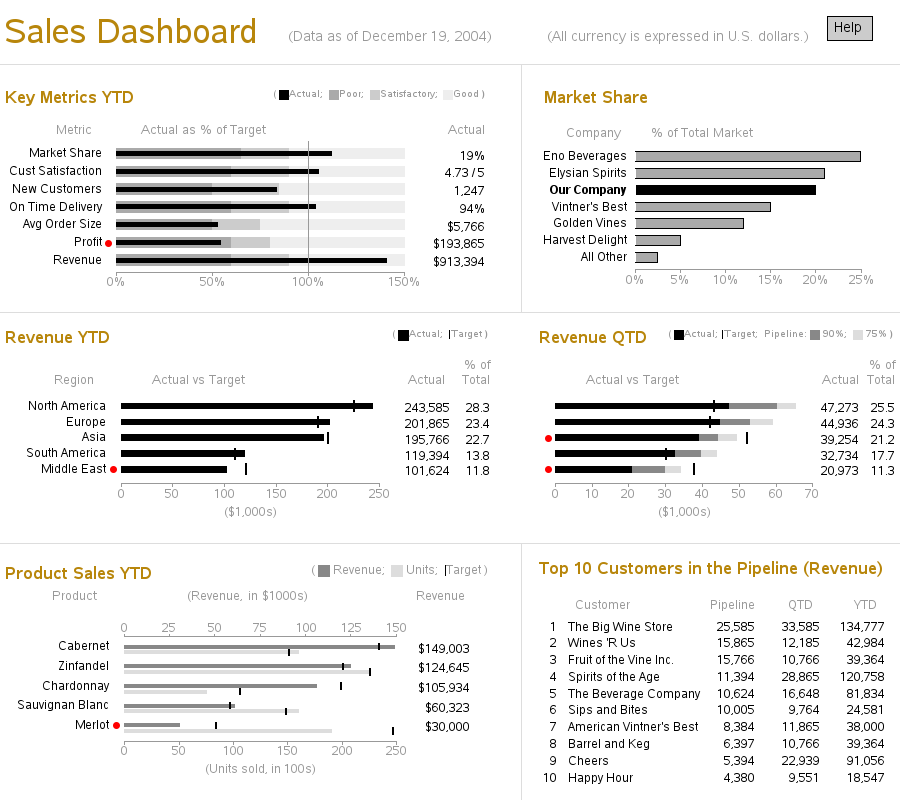 Sales Dashboard (Data as of December 19, 2004) (All currency is expressed in U.S. dollars.) Help
Key Metrics YTD ( Actual; Poor; Satisfactory; Good )
Metric Actual as % of Target Actual
Market Share 19%
Cust Satisfaction 4.73 / 5
New Customers 1,247
On Time Delivery 94%
Avg Order Size $5,766
Profit $193,865
Revenue $913,394
0% 50% 100% 150%
Market Share
Company % of Total Market
Eno Beverages
Elysian Spirits
Our Company
Vintner's Best
Golden Vines
Harvest Delight
All Other
0% 5% 10% 15% 20% 25%
Revenue YTD ( Actual; Target )
Region Actual vs Target Actual % of Total
North America 243,585 28.3
Europe 201,865 23.4
Asia 195,766 22.7
South America 119,394 13.8
Middle East 101,624 11.8
0 50 100 150 200 250
($1,000s)
Revenue QTD ( Actual; Target; Pipeline: 90%; 75% )
Actual vs Target Actual % of Total
47,273 25.5
44,936 24.3
39,254 21.2
32,734 17.7
20,973 11.3
0 10 20 30 40 50 60 70
($1,000s)
Product Sales YTD ( Revenue; Units; Target )
Product (Revenue, in $1000s) Revenue
0 25 50 75 100 125 150
Cabernet $149,003
Zinfandel $124,645
Chardonnay $105,934
Sauvignan Blanc $60,323
Merlot $30,000
0 50 100 150 200 250
(Units sold, in 100s)
Top 10 Customers in the Pipeline (Revenue)
Customer Pipeline QTD YTD
1 The Big Wine Store 25,585 33,585 134,777
2 Wines 'R Us 15,865 12,185 42,984
3 Fruit of the Vine Inc. 15,766 10,766 39,364
4 Spirits of the Age 11,394 28,865 120,758
5 The Beverage Company 10,624 16,648 81,834
6 Sips and Bites 10,005 9,764 24,581
7 American Vintner's Best 8,384 11,865 38,000
8 Barrel and Keg 6,397 10,766 39,364
9 Cheers 5,394 22,939 91,056
10 Happy Hour 4,380 9,551 18,547